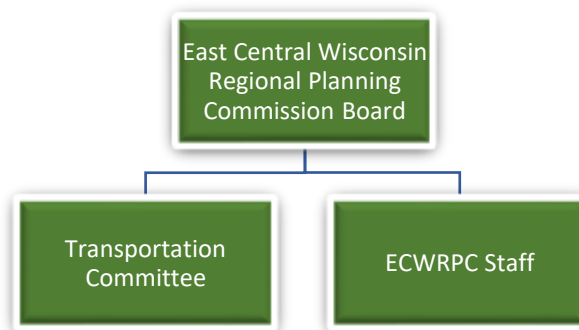 East Central Wisconsin
Regional Planning
Commission Board
Transportation
Committee
ECWRPC Staff